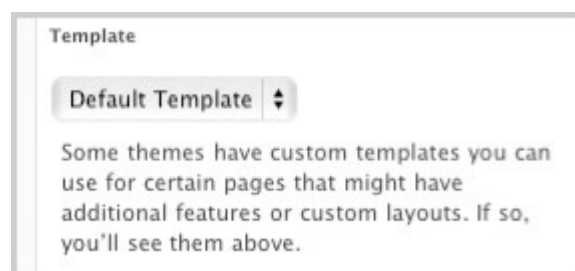 Template
Default Template
Some themes have custom templates you can
use for certain pages that might have
additional features or custom layouts. If so,
you'll see them above.